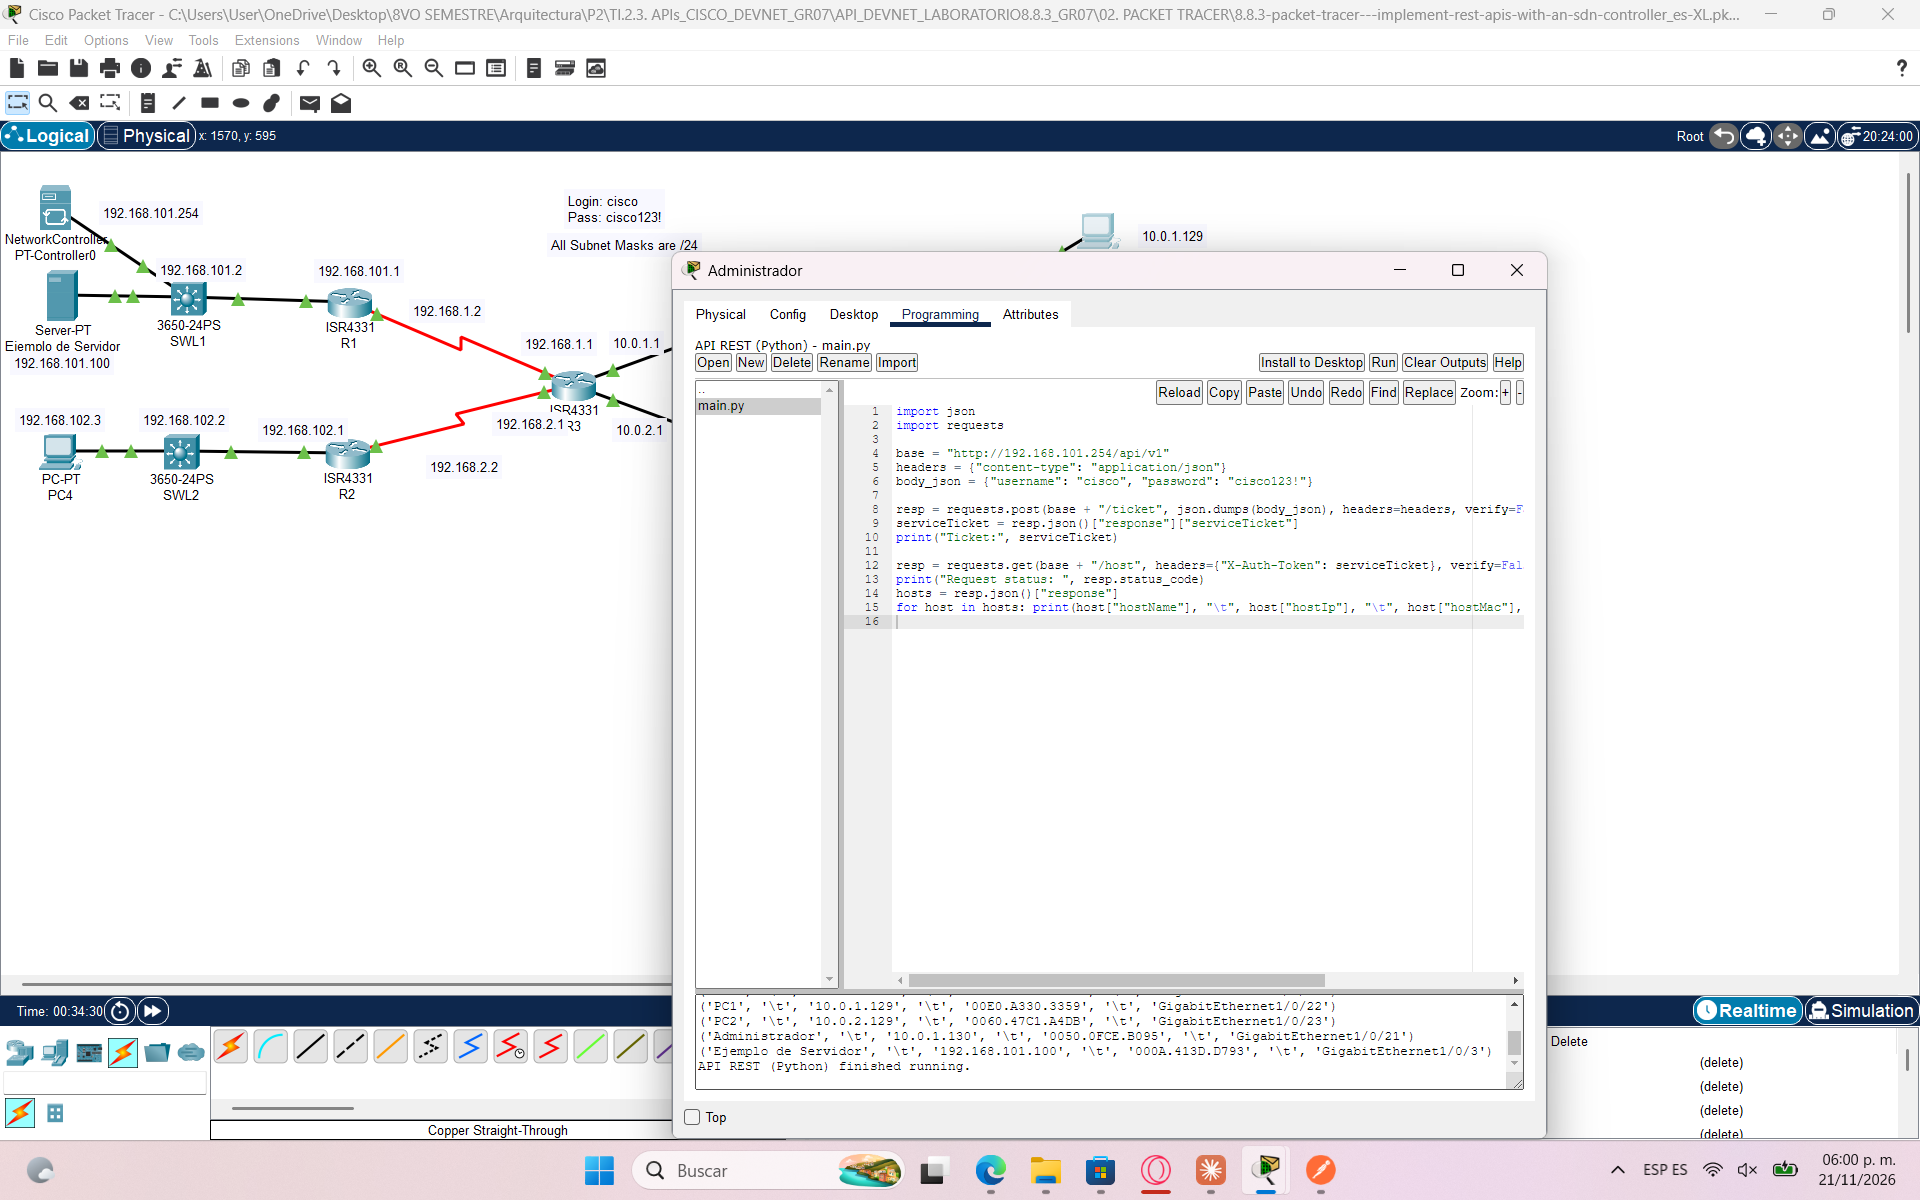 Cisco Packet Tracer - C:\Users\User\OneDrive\Desktop\8VO SEMESTRE\Arquitectura\P2\TI.2.3. APIs_CISCO_DEVNET_GR07\API_DEVNET_LABORATORIO8.8.3_GR07\02. PACKET TRACER\8.8.3-packet-tracer---implement-rest-apis-with-an-sdn-controller_es-XL.pk...
File Edit Options View Tools Extensions Window Help
Logical Physical x: 1570, y: 595 Root 20:24:00
192.168.101.254
NetworkController
PT-Controller0
Login: cisco
Pass: cisco123!
All Subnet Masks are /24
10.0.1.129
192.168.101.2
192.168.101.1
Server-PT
Ejemplo de Servidor
192.168.101.100
3650-24PS
SWL1
ISR4331
R1
192.168.1.2
192.168.1.1
10.0.1.1
ISR4331
R3
192.168.2.1
10.0.2.1
192.168.102.3
192.168.102.2
192.168.102.1
192.168.2.2
PC-PT
PC4
3650-24PS
SWL2
ISR4331
R2
Administrador
Physical Config Desktop Programming Attributes
API REST (Python) - main.py
Open New Delete Rename Import Install to Desktop Run Clear Outputs Help
..
main.py
Reload Copy Paste Undo Redo Find Replace Zoom: + -
1 import json
2 import requests
3
4 base = "http://192.168.101.254/api/v1"
5 headers = {"content-type": "application/json"}
6 body_json = {"username": "cisco", "password": "cisco123!"}
7
8 resp = requests.post(base + "/ticket", json.dumps(body_json), headers=headers, verify=F
9 serviceTicket = resp.json()["response"]["serviceTicket"]
10 print("Ticket:", serviceTicket)
11
12 resp = requests.get(base + "/host", headers={"X-Auth-Token": serviceTicket}, verify=Fal
13 print("Request status: ", resp.status_code)
14 hosts = resp.json()["response"]
15 for host in hosts: print(host["hostName"], "\t", host["hostIp"], "\t", host["hostMac"],
16
('PC1', '\t', '10.0.1.129', '\t', '00E0.A330.3359', '\t', 'GigabitEthernet1/0/22')
('PC2', '\t', '10.0.2.129', '\t', '0060.47C1.A4DB', '\t', 'GigabitEthernet1/0/23')
('Administrador', '\t', '10.0.1.130', '\t', '0050.0FCE.B095', '\t', 'GigabitEthernet1/0/21')
('Ejemplo de Servidor', '\t', '192.168.101.100', '\t', '000A.413D.D793', '\t', 'GigabitEthernet1/0/3')
API REST (Python) finished running.
Top
Time: 00:34:30
Realtime Simulation
Delete
(delete)
(delete)
(delete)
(delete)
Copper Straight-Through
Buscar
ESP ES
06:00 p. m.
21/11/2026